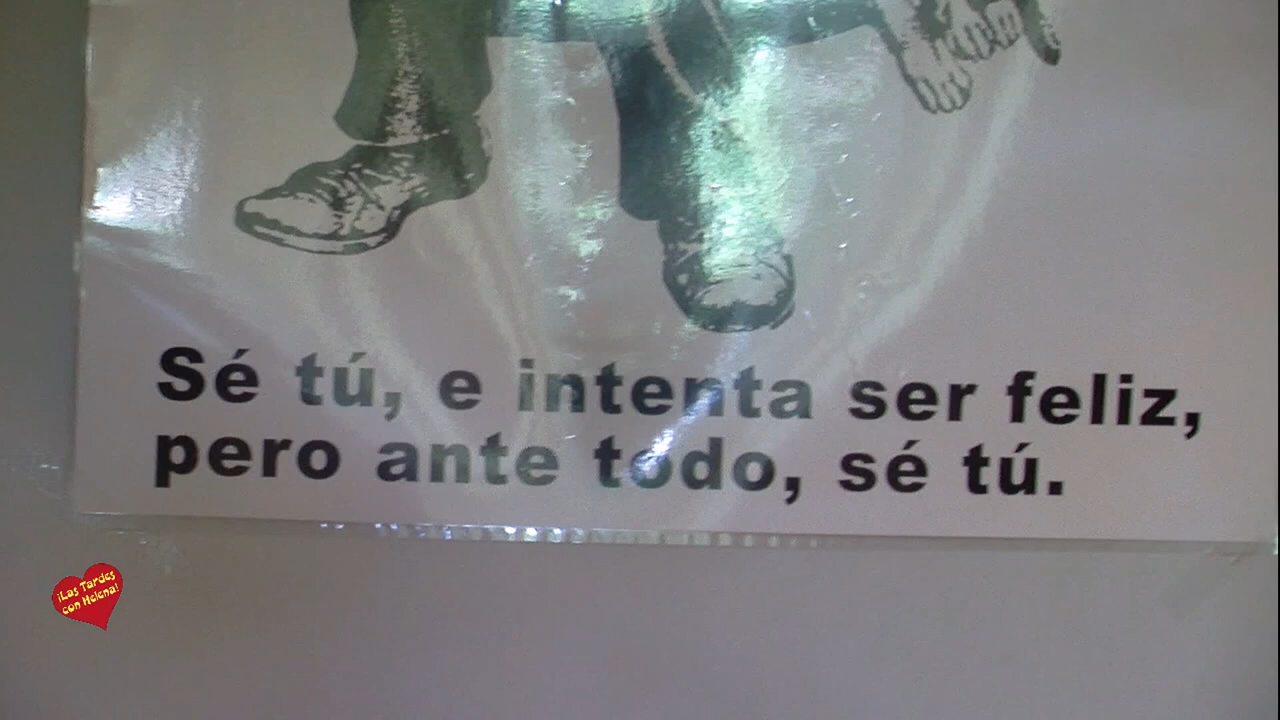 Sé tú, e intenta ser feliz,
pero ante todo, sé tú.
¡Las Tardes
con Helena!